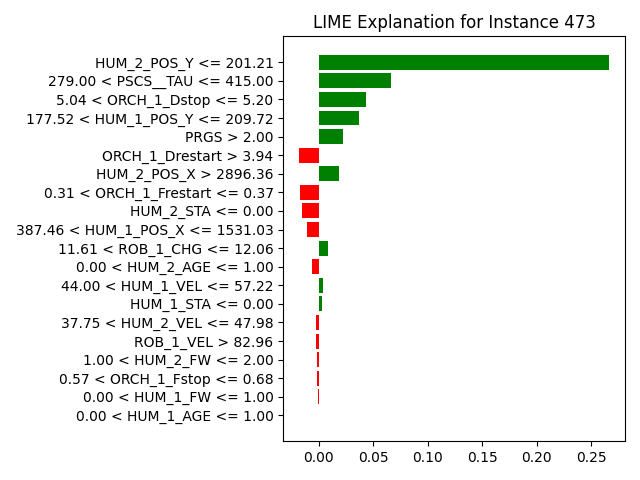 LIME Explanation for Instance 473
HUM_2_POS_Y <= 201.21
279.00 < PSCS__TAU <= 415.00
5.04 < ORCH_1_Dstop <= 5.20
177.52 < HUM_1_POS_Y <= 209.72
PRGS > 2.00
ORCH_1_Drestart > 3.94
HUM_2_POS_X > 2896.36
0.31 < ORCH_1_Frestart <= 0.37
HUM_2_STA <= 0.00
387.46 < HUM_1_POS_X <= 1531.03
11.61 < ROB_1_CHG <= 12.06
0.00 < HUM_2_AGE <= 1.00
44.00 < HUM_1_VEL <= 57.22
HUM_1_STA <= 0.00
37.75 < HUM_2_VEL <= 47.98
ROB_1_VEL > 82.96
1.00 < HUM_2_FW <= 2.00
0.57 < ORCH_1_Fstop <= 0.68
0.00 < HUM_1_FW <= 1.00
0.00 < HUM_1_AGE <= 1.00
0.00 0.05 0.10 0.15 0.20 0.25